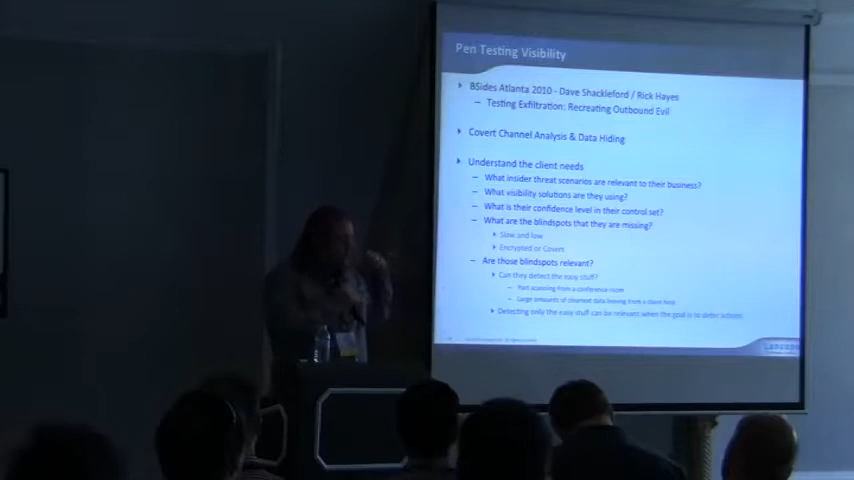 Pen Testing Visibility
BSides Atlanta 2010 - Dave Shackleford / Rick Hayes
– Testing Exfiltration: Recreating Outbound Evil
Covert Channel Analysis & Data Hiding
Understand the client needs
– What insider threat scenarios are relevant to their business?
– What visibility solutions are they using?
– What is their confidence level in their control set?
– What are the blindspots that they are missing?
Slow and low
Encrypted or Covert
– Are those blindspots relevant?
Can they detect the easy stuff?
– Port scanning from a conference room
– Large amounts of cleartext data leaving from a client host
Detecting only the easy stuff can be relevant when the goal is to deter actions